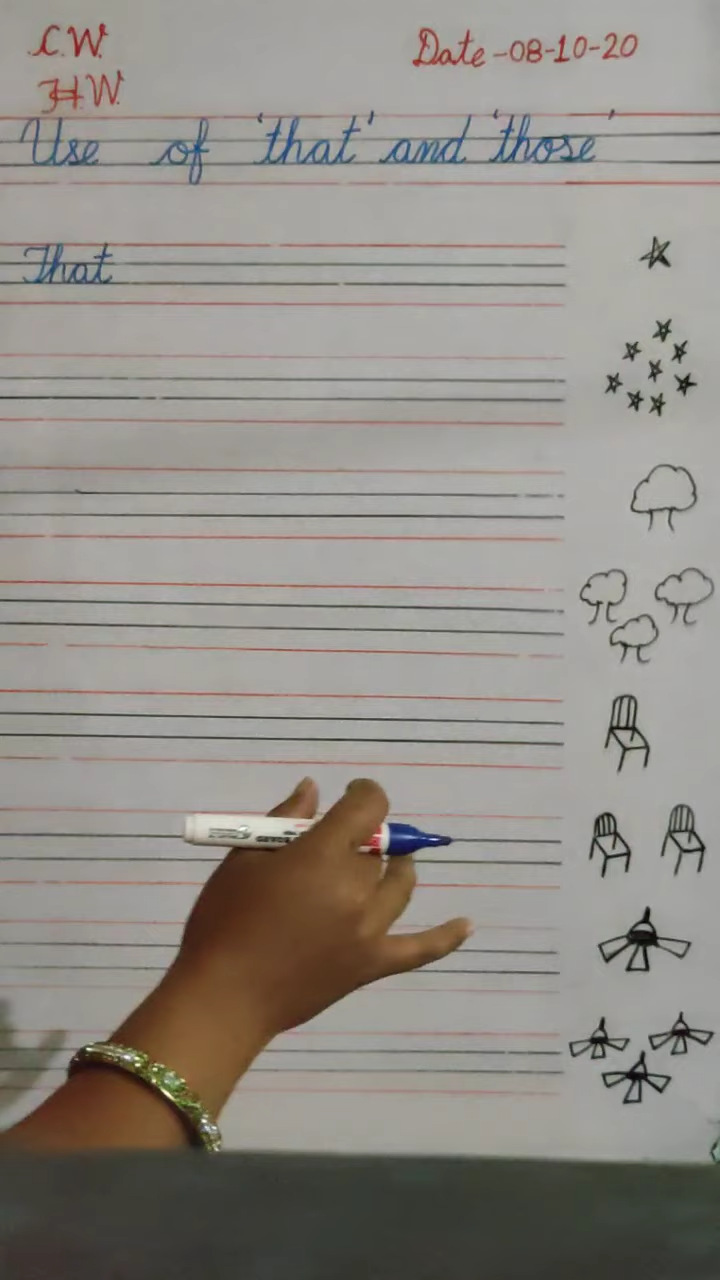 C.W.
Date-08-10-20
H.W.
Use of 'that' and 'those'
That